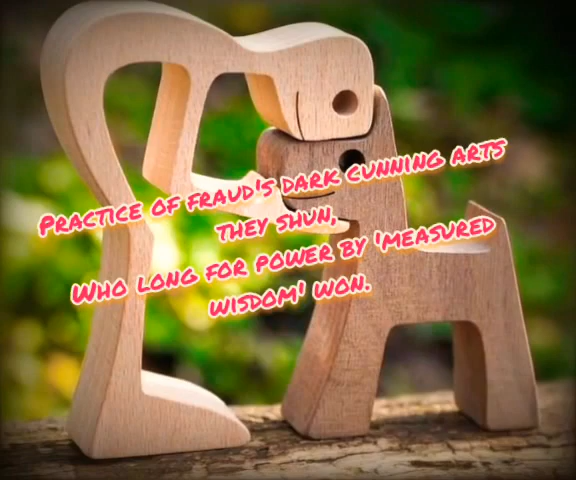 Practice of fraud's dark cunning arts
they shun,
Who long for power by 'measured
wisdom' won.